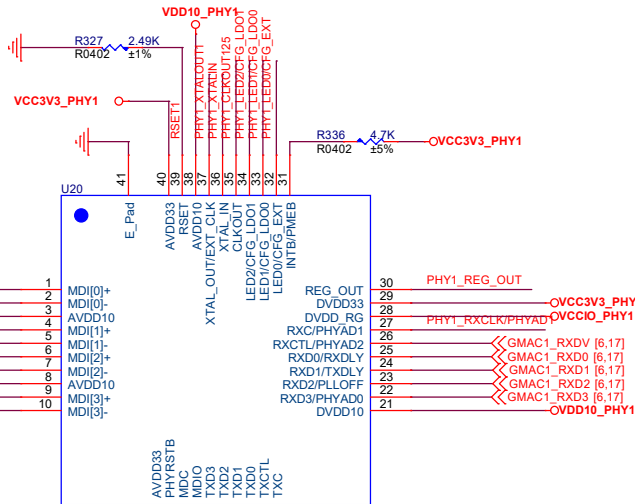 VDD10_PHY1
R327
2.49K
R0402
±1%
VCC3V3_PHY1
RSET1
PHY1_XTALOUT1
PHY1_XTALIN
PHY1_CLKOUT125
PHY1_LED2/CFG_LDO1
PHY1_LED1/CFG_LDO0
PHY1_LED0/CFG_EXT
R336
4.7K
R0402
±5%
VCC3V3_PHY1
41
40
39
38
37
36
35
34
33
32
31
U20
E_Pad
AVDD33
RSET
AVDD10
XTAL_OUT/EXT_CLK
XTAL_IN
CLKOUT
LED2/CFG_LDO1
LED1/CFG_LDO0
LED0/CFG_EXT
INTB/PMEB
1 MDI[0]+
2 MDI[0]-
3 AVDD10
4 MDI[1]+
5 MDI[1]-
6 MDI[2]+
7 MDI[2]-
8 AVDD10
9 MDI[3]+
10 MDI[3]-
REG_OUT 30 PHY1_REG_OUT
DVDD33 29 VCC3V3_PHY
DVDD_RG 28 VCCIO_PHY1
RXC/PHYAD1 27 PHY1_RXCLK/PHYAD1
RXCTL/PHYAD2 26 GMAC1_RXDV [6,17]
RXD0/RXDLY 25 GMAC1_RXD0 [6,17]
RXD1/TXDLY 24 GMAC1_RXD1 [6,17]
RXD2/PLLOFF 23 GMAC1_RXD2 [6,17]
RXD3/PHYAD0 22 GMAC1_RXD3 [6,17]
DVDD10 21 VDD10_PHY1
AVDD33
PHYRSTB
MDC
MDIO
TXD3
TXD2
TXD1
TXD0
TXCTL
TXC